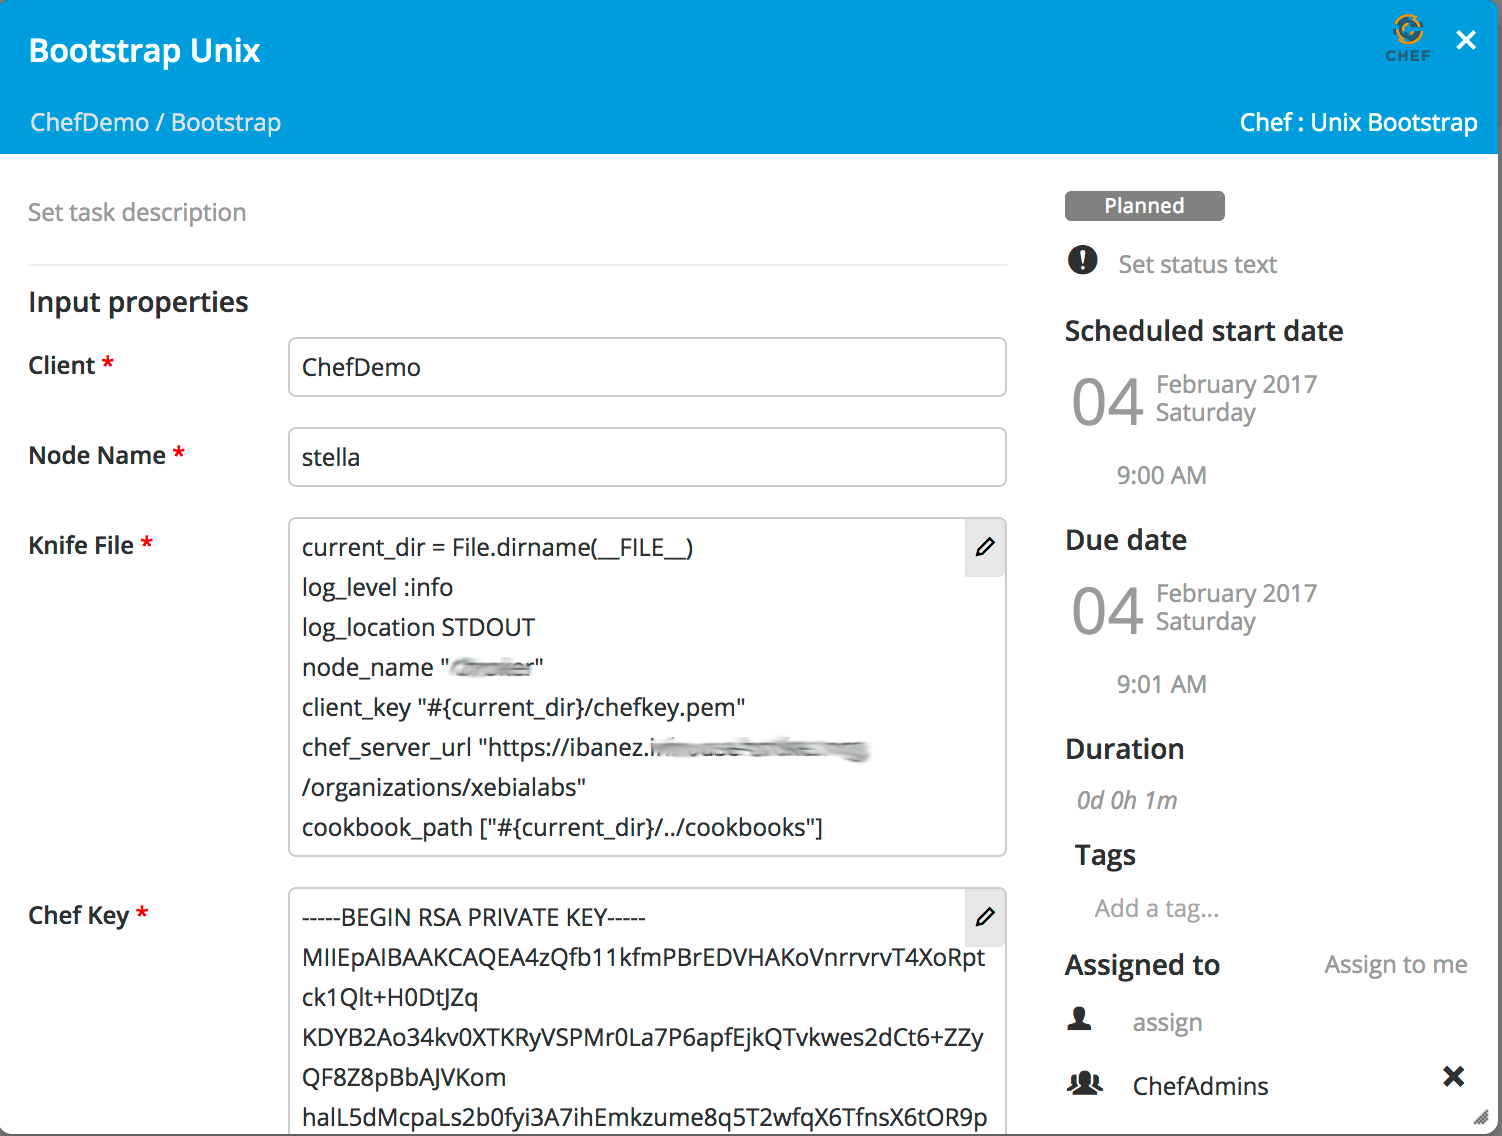 Bootstrap Unix
CHEF
ChefDemo / Bootstrap
Chef : Unix Bootstrap
Set task description
Input properties
Client *
ChefDemo
Node Name *
stella
Knife File *
current_dir = File.dirname(__FILE__)
log_level :info
log_location STDOUT
node_name " "
client_key "#{current_dir}/chefkey.pem"
chef_server_url "https://ibanez.
/organizations/xebialabs"
cookbook_path ["#{current_dir}/../cookbooks"]
Chef Key *
-----BEGIN RSA PRIVATE KEY-----
MIIEpAIBAAKCAQEA4zQfb11kfmPBrEDVHAKoVnrrvrvT4XoRpt
ck1Qlt+H0DtJZq
KDYB2Ao34kv0XTKRyVSPMr0La7P6apfEjkQTvkwes2dCt6+ZZy
QF8Z8pBbAJVKom
halL5dMcpaLs2b0fyi3A7ihEmkzume8q5T2wfqX6TfnsX6tOR9p
Planned
Set status text
Scheduled start date
04
February 2017
Saturday
9:00 AM
Due date
04
February 2017
Saturday
9:01 AM
Duration
0d 0h 1m
Tags
Add a tag...
Assigned to
Assign to me
assign
ChefAdmins